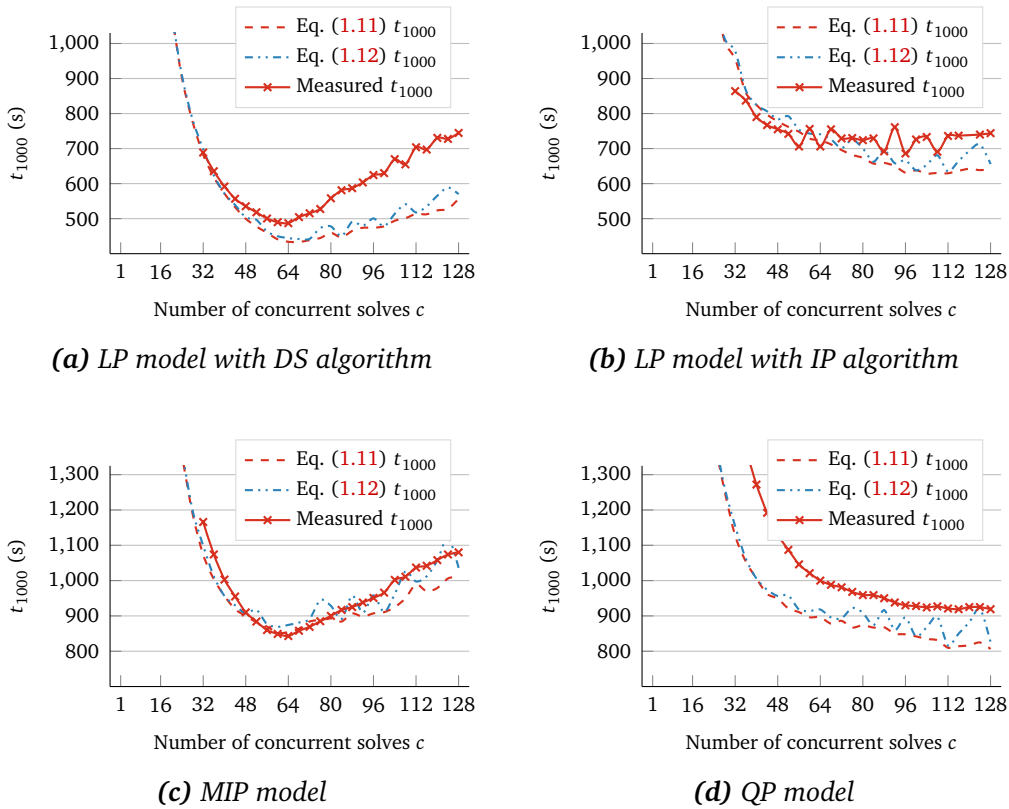 Eq. (1.11) t1000
Eq. (1.12) t1000
Measured t1000
1,000
900
800
700
600
500
t1000 (s)
1 16 32 48 64 80 96 112 128
Number of concurrent solves c
(a) LP model with DS algorithm
Eq. (1.11) t1000
Eq. (1.12) t1000
Measured t1000
1,000
900
800
700
600
500
t1000 (s)
1 16 32 48 64 80 96 112 128
Number of concurrent solves c
(b) LP model with IP algorithm
Eq. (1.11) t1000
Eq. (1.12) t1000
Measured t1000
1,300
1,200
1,100
1,000
900
800
t1000 (s)
1 16 32 48 64 80 96 112 128
Number of concurrent solves c
(c) MIP model
Eq. (1.11) t1000
Eq. (1.12) t1000
Measured t1000
1,300
1,200
1,100
1,000
900
800
t1000 (s)
1 16 32 48 64 80 96 112 128
Number of concurrent solves c
(d) QP model